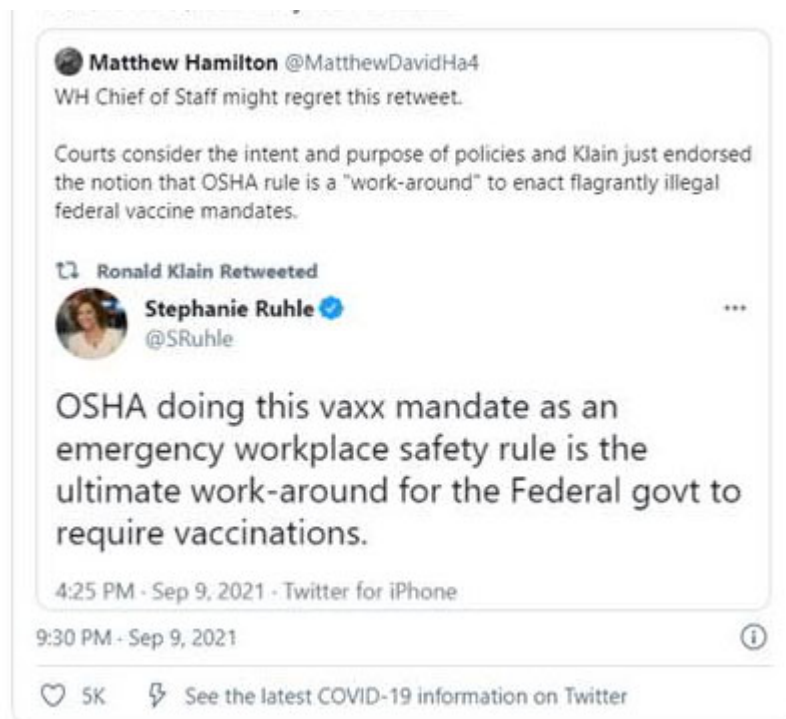 Matthew Hamilton @MatthewDavidHa4
WH Chief of Staff might regret this retweet.
Courts consider the intent and purpose of policies and Klain just endorsed
the notion that OSHA rule is a "work-around" to enact flagrantly illegal
federal vaccine mandates.
Ronald Klain Retweeted
Stephanie Ruhle
@SRuhle
OSHA doing this vaxx mandate as an
emergency workplace safety rule is the
ultimate work-around for the Federal govt to
require vaccinations.
4:25 PM · Sep 9, 2021 · Twitter for iPhone
9:30 PM · Sep 9, 2021
5K See the latest COVID-19 information on Twitter